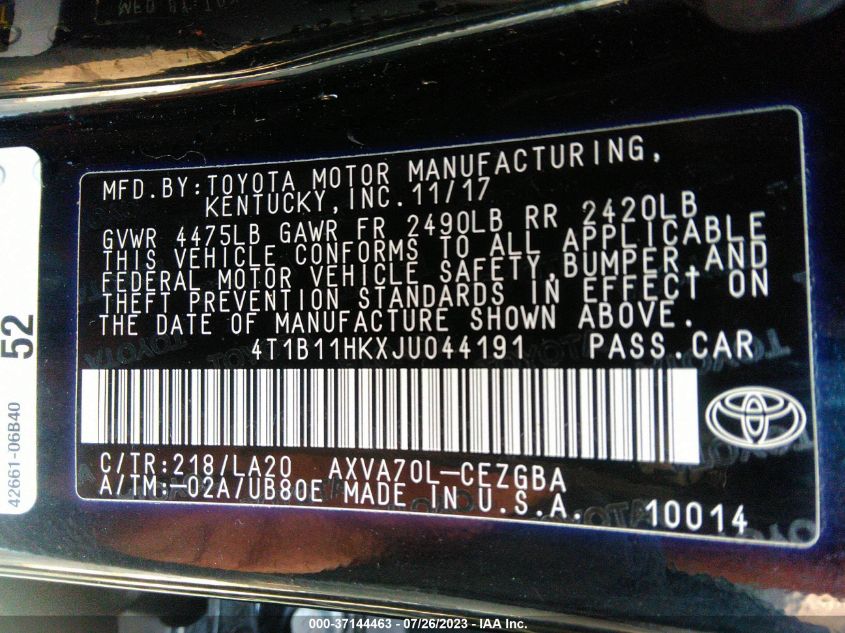 MFD.BY:TOYOTA MOTOR MANUFACTURING,
KENTUCKY,INC.11/17
GVWR 4475LB GAWR FR 2490LB RR 2420LB
THIS VEHICLE CONFORMS TO ALL APPLICABLE
FEDERAL MOTOR VEHICLE SAFETY,BUMPER,AND
THEFT PREVENTION STANDARDS IN EFFECT ON
THE DATE OF MANUFACTURE SHOWN ABOVE.
4T1B11HKXJU044191 PASS.CAR
C/TR:218/LA20 AXVA70L-CEZGBA
A/TM:-02A/UB80E MADE IN U.S.A. 10014
52
42661-06B40
000-37144463 - 07/26/2023 - IAA Inc.